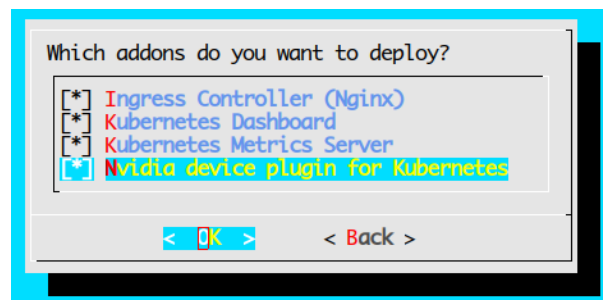 Which addons do you want to deploy?
[*] Ingress Controller (Nginx)
[*] Kubernetes Dashboard
[*] Kubernetes Metrics Server
[*] Nvidia device plugin for Kubernetes
< OK > < Back >